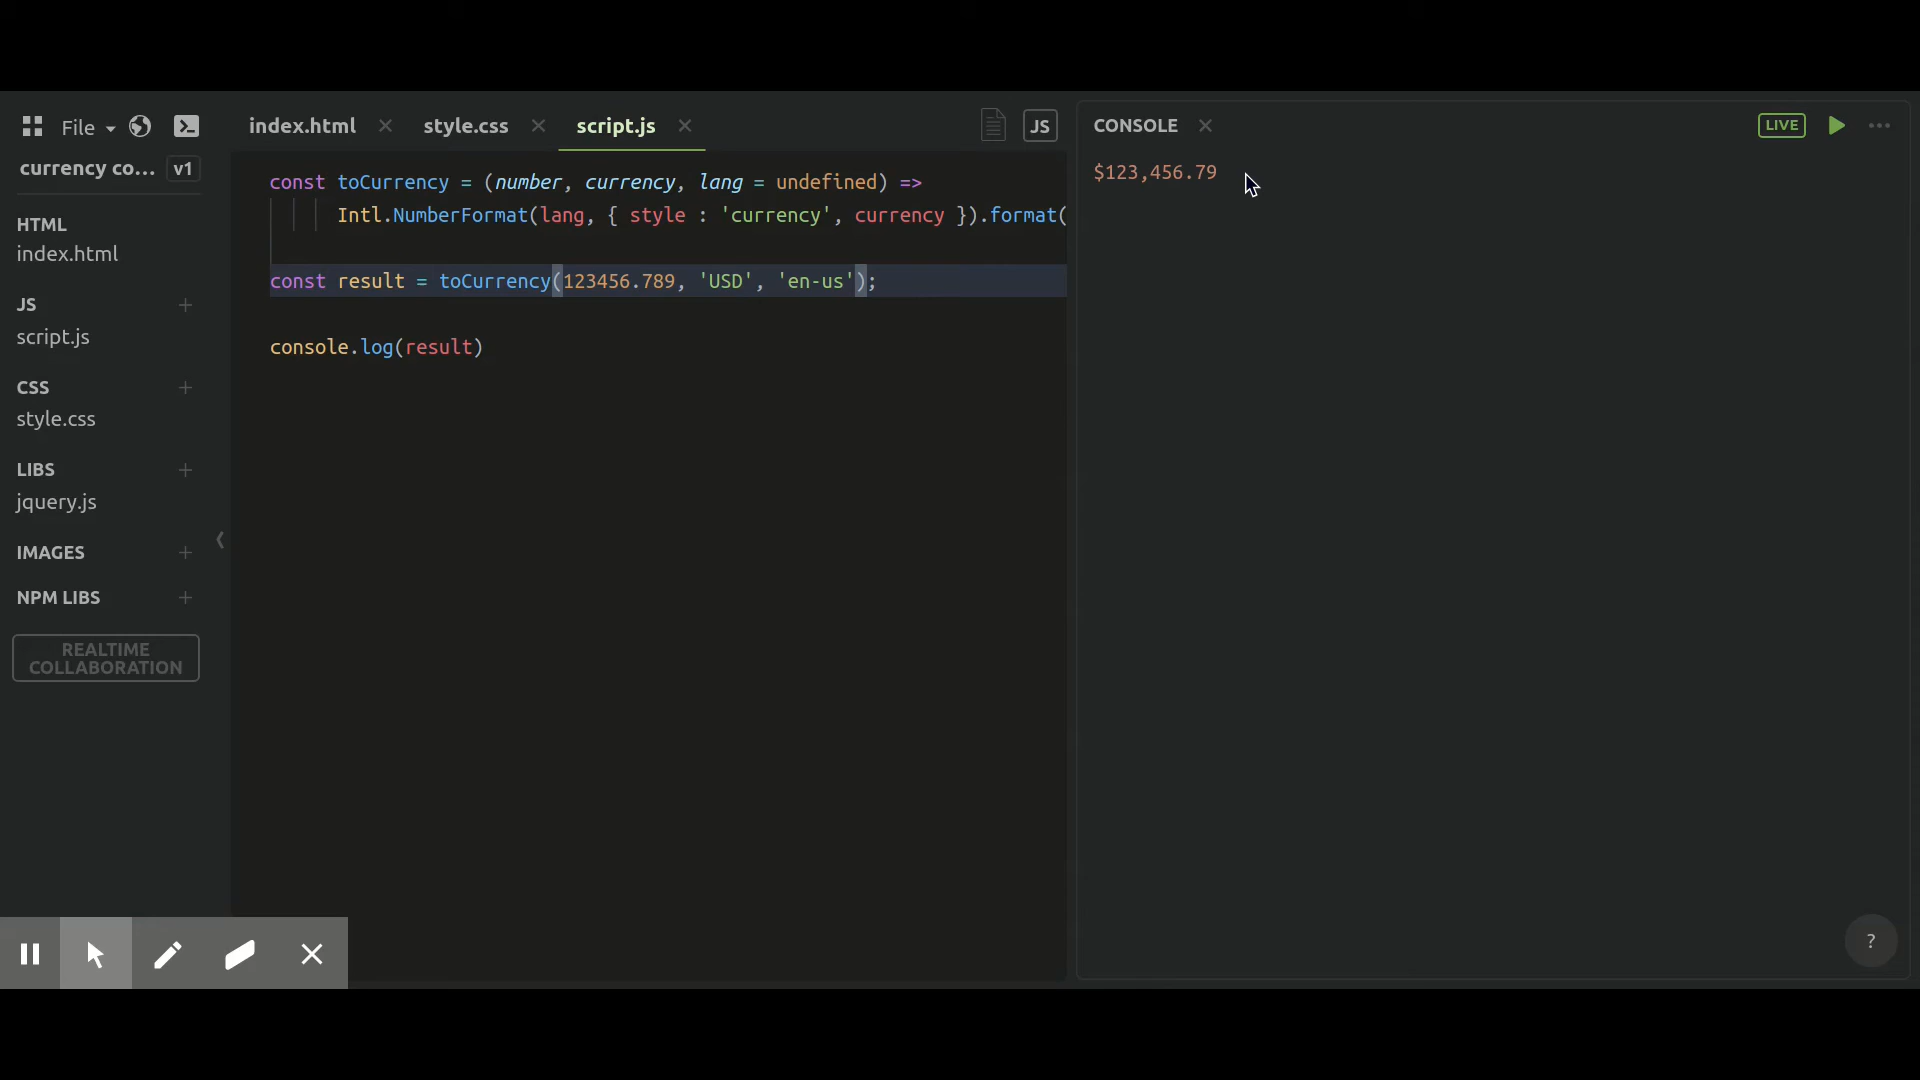 File
currency co... v1
HTML
index.html
JS
script.js
CSS
style.css
LIBS
jquery.js
IMAGES
NPM LIBS
REALTIME
COLLABORATION
index.html style.css script.js
JS
const toCurrency = (number, currency, lang = undefined) =>
Intl.NumberFormat(lang, { style : 'currency', currency }).format(
const result = toCurrency(123456.789, 'USD', 'en-us');
console.log(result)
CONSOLE LIVE
$123,456.79
?